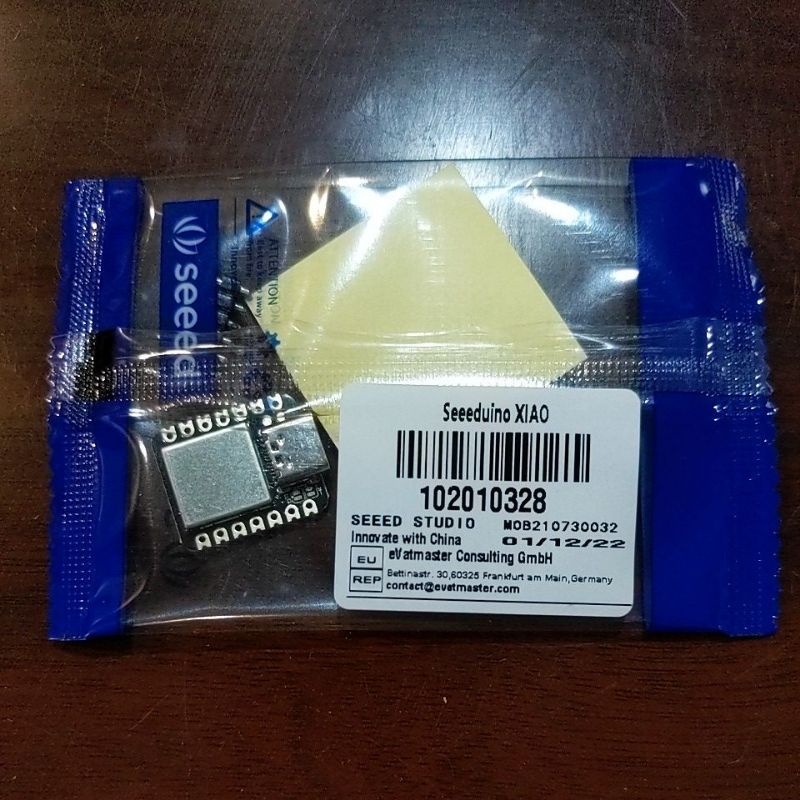 seeed
ATTENTION
Seeeduino XIAO
102010328
SEEED STUDIO MOB210730032
Innovate with China 01/12/22
EU eVatmaster Consulting GmbH
REP Bettinastr. 30,60325 Frankfurt am Main,Germany
contact@evatmaster.com